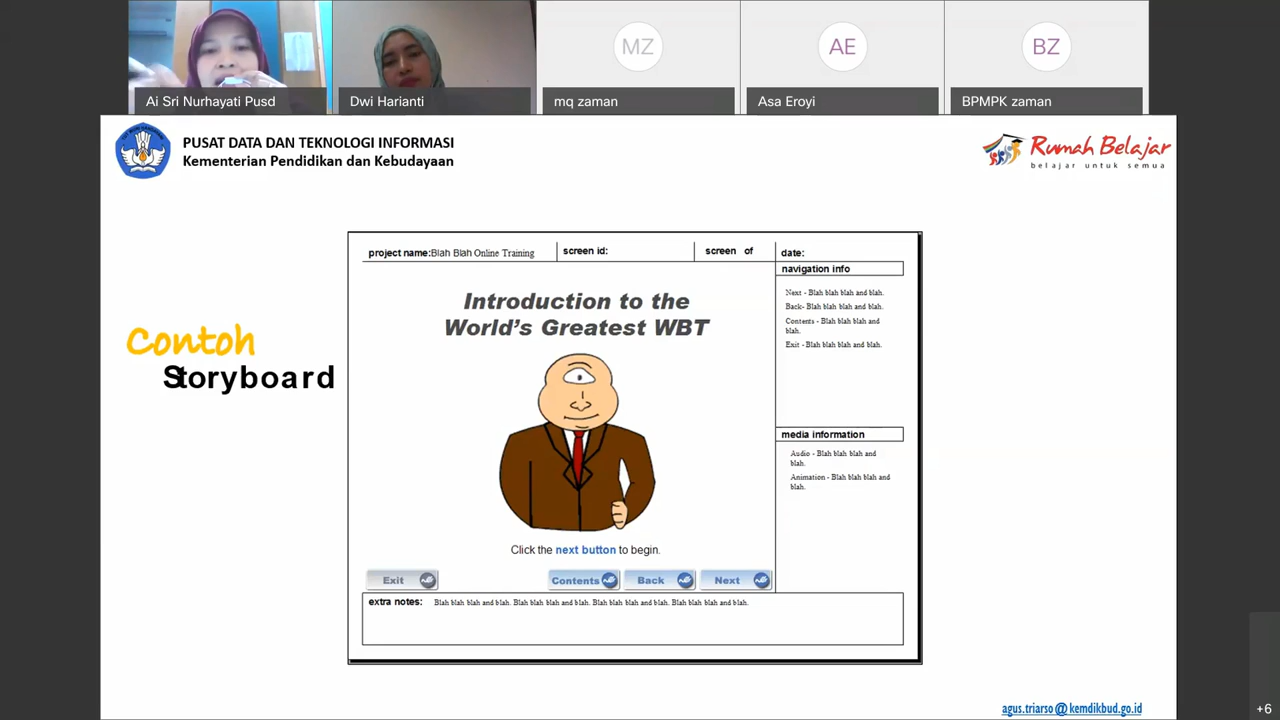 MZ
AE
BZ
Ai Sri Nurhayati Pusd
Dwi Harianti
mq zaman
Asa Eroyi
BPMPK zaman
PUSAT DATA DAN TEKNOLOGI INFORMASI
Kementerian Pendidikan dan Kebudayaan
Rumah Belajar
belajar untuk semua
Contoh
Storyboard
project name:Blah Blah Online Training
screen id:
screen of
date:
navigation info
Next - Blah blah blah and blah.
Back- Blah blah blah and blah.
Contents - Blah blah blah and
blah.
Exit - Blah blah blah and blah.
Introduction to the
World's Greatest WBT
media information
Audio - Blah blah blah and
blah.
Animation - Blah blah blah and
blah.
Click the next button to begin.
Exit
Contents
Back
Next
extra notes: Blah blah blah and blah. Blah blah blah and blah. Blah blah blah and blah. Blah blah blah and blah.
agus.triarso@kemdikbud.go.id
+6